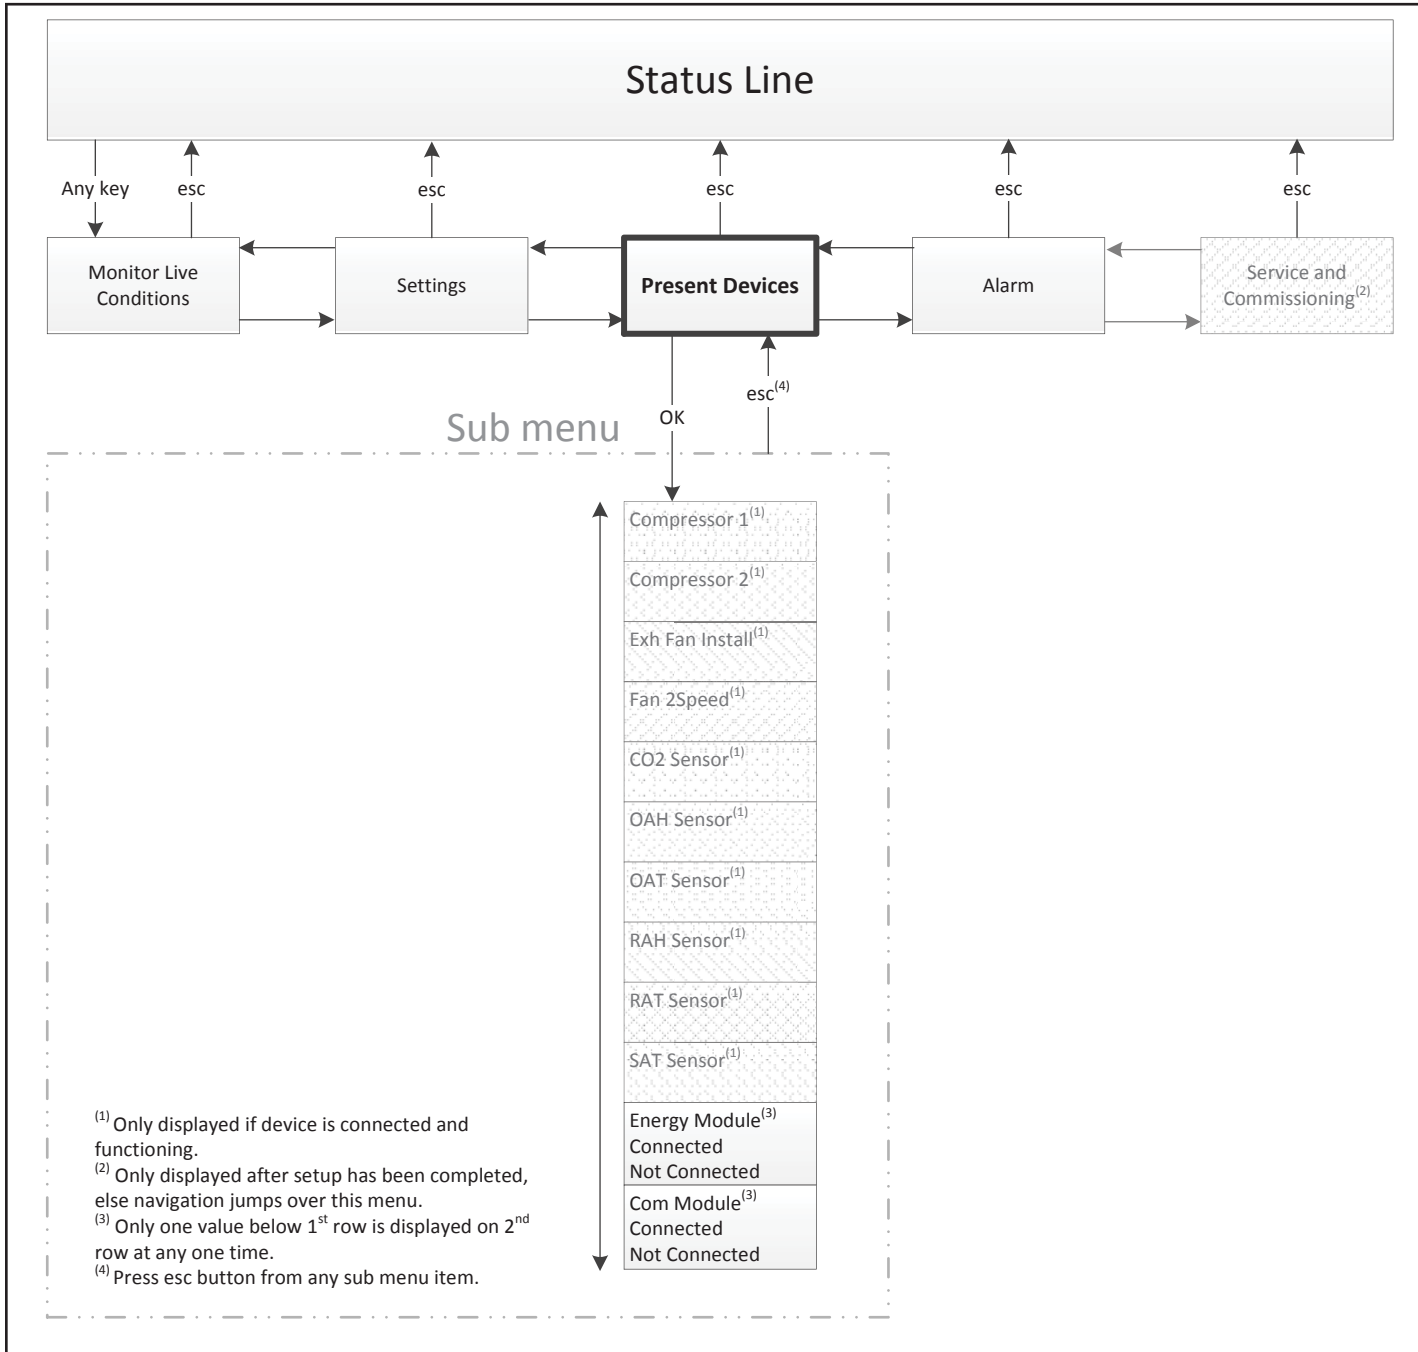 Status Line
Any key
esc
esc
esc
esc
esc
Monitor Live
Conditions
Settings
Present Devices
Alarm
Service and
Commissioning(2)
OK
esc(4)
Sub menu
Compressor 1(1)
Compressor 2(1)
Exh Fan Install(1)
Fan 2Speed(1)
CO2 Sensor(1)
OAH Sensor(1)
OAT Sensor(1)
RAH Sensor(1)
RAT Sensor(1)
SAT Sensor(1)
Energy Module(3)
Connected
Not Connected
Com Module(3)
Connected
Not Connected
(1) Only displayed if device is connected and
functioning.
(2) Only displayed after setup has been completed,
else navigation jumps over this menu.
(3) Only one value below 1st row is displayed on 2nd
row at any one time.
(4) Press esc button from any sub menu item.